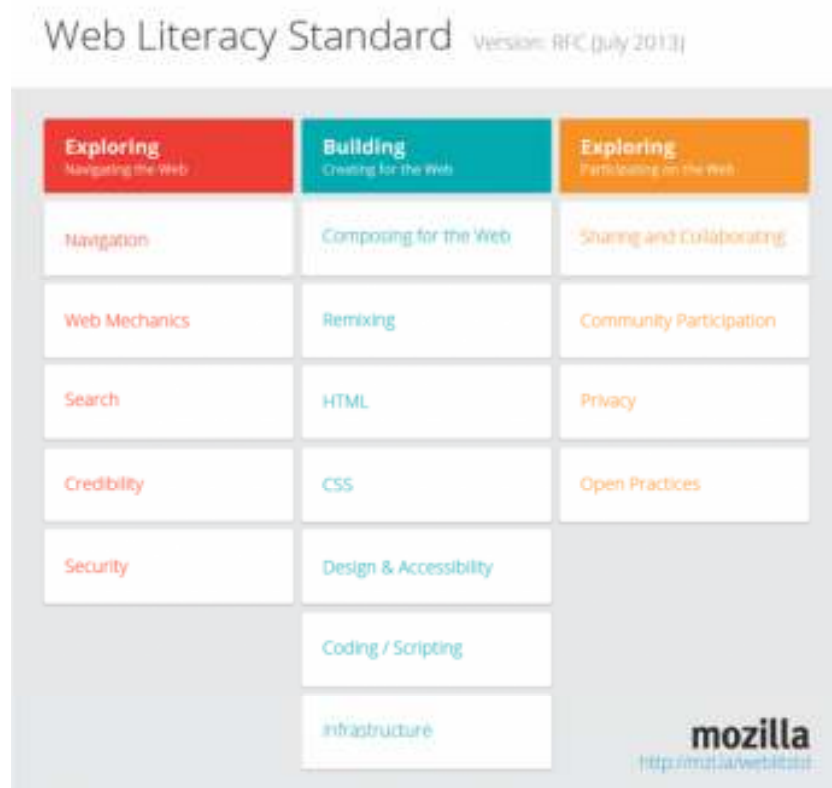 Web Literacy Standard Version: RFC (July 2013)
Exploring
Navigating the Web
Navigation
Web Mechanics
Search
Credibility
Security
Building
Creating for the Web
Composing for the Web
Remixing
HTML
CSS
Design & Accessibility
Coding / Scripting
Infrastructure
Exploring
Participating on the Web
Sharing and Collaborating
Community Participation
Privacy
Open Practices
mozilla